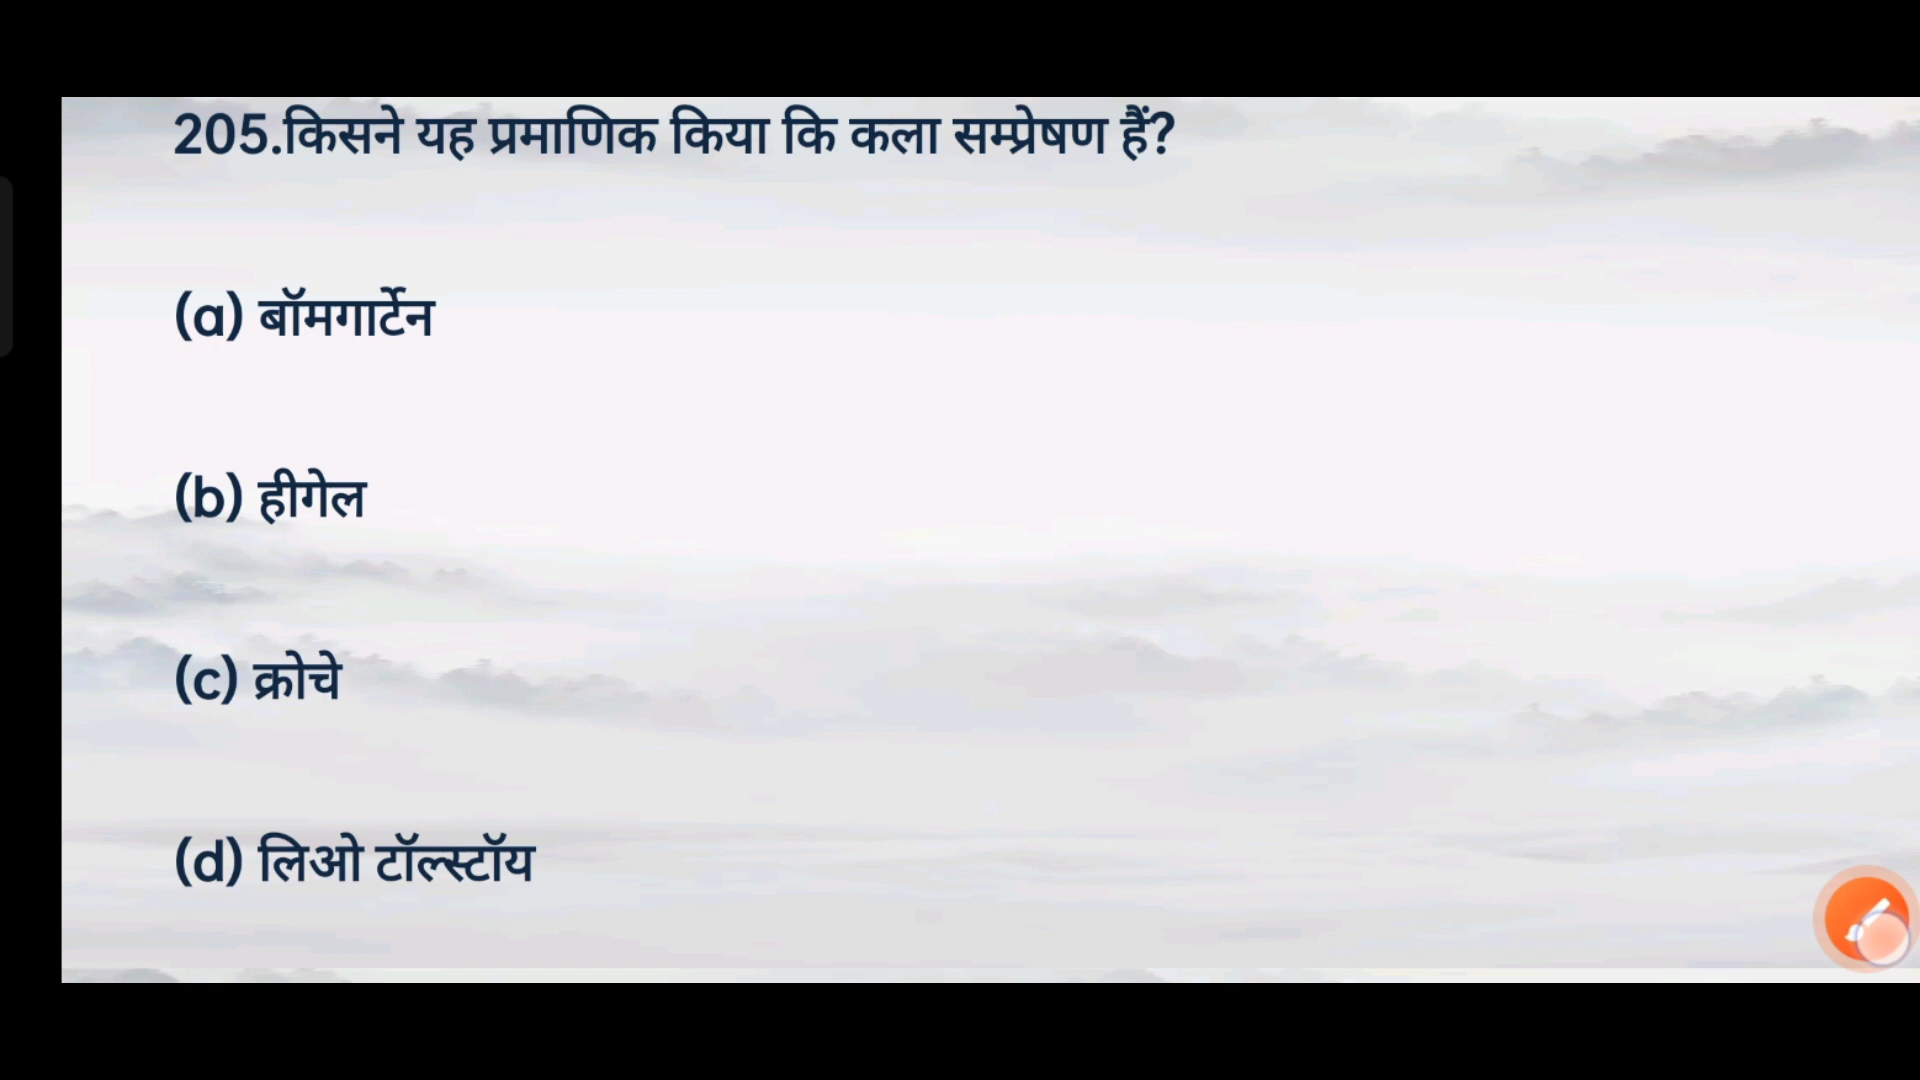 205.किसने यह प्रमाणिक किया कि कला सम्प्रेषण हैं?
(a) बॉमगार्टेन
(b) हीगेल
(c) क्रोचे
(d) लिओ टॉल्स्टॉय